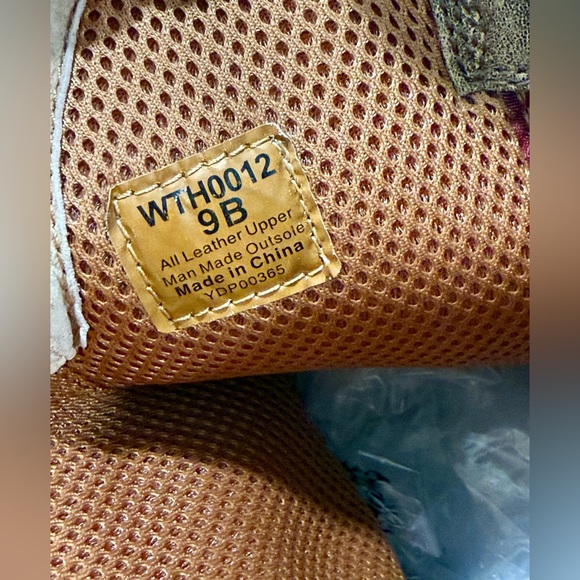 WTH0012
9B
All Leather Upper
Man Made Outsole
Made in China
YDP00365